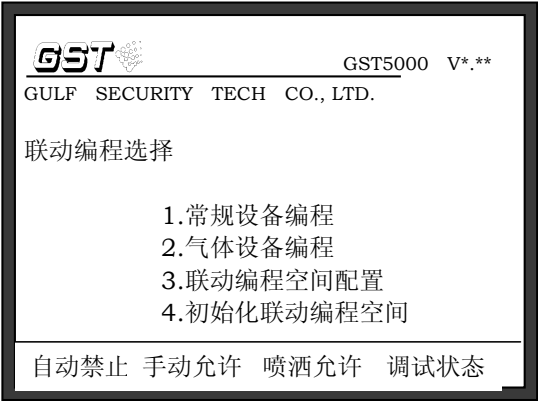 GST
GST5000 V*.**
GULF SECURITY TECH CO., LTD.
联动编程选择
1.常规设备编程
2.气体设备编程
3.联动编程空间配置
4.初始化联动编程空间
自动禁止 手动允许 喷洒允许 调试状态